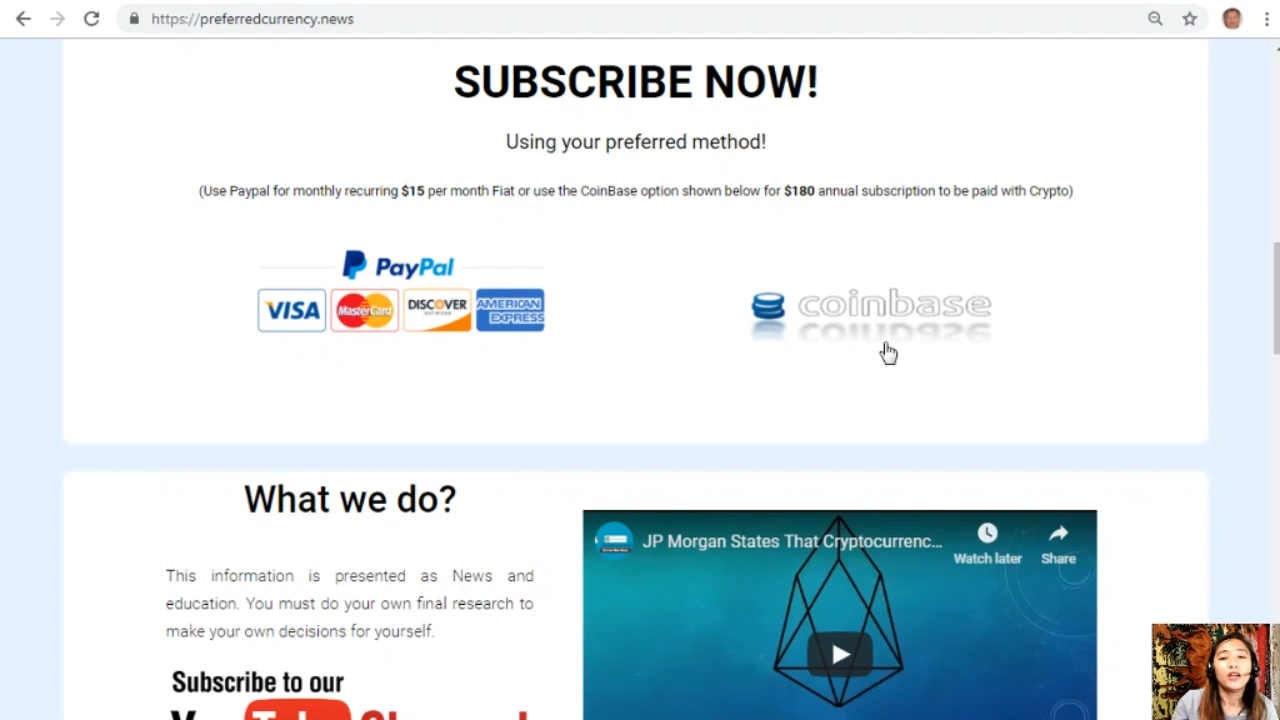 https://preferredcurrency.news
SUBSCRIBE NOW!
Using your preferred method!
(Use Paypal for monthly recurring $15 per month Fiat or use the CoinBase option shown below for $180 annual subscription to be paid with Crypto)
PayPal
VISA MasterCard DISCOVER NETWORK AMERICAN EXPRESS
coinbase
What we do?
This information is presented as News and
education. You must do your own final research to
make your own decisions for yourself.
Subscribe to our
JP Morgan States That Cryptocurrenc...
Watch later
Share